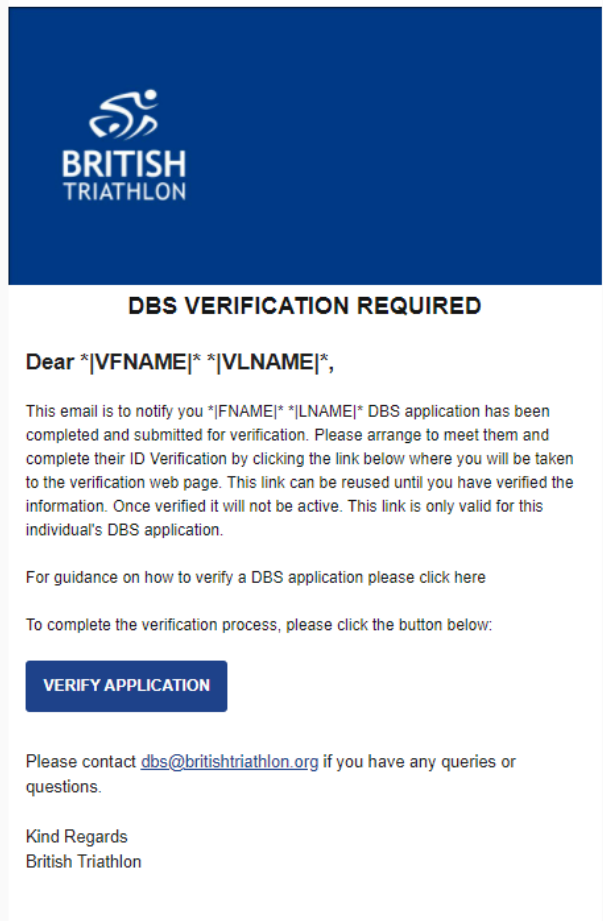 BRITISH
TRIATHLON
DBS VERIFICATION REQUIRED
Dear *|VFNAME|* *|VLNAME|*,
This email is to notify you *|FNAME|* *|LNAME|* DBS application has been
completed and submitted for verification. Please arrange to meet them and
complete their ID Verification by clicking the link below where you will be taken
to the verification web page. This link can be reused until you have verified the
information. Once verified it will not be active. This link is only valid for this
individual's DBS application.
For guidance on how to verify a DBS application please click here
To complete the verification process, please click the button below:
VERIFY APPLICATION
Please contact dbs@britishtriathlon.org if you have any queries or
questions.
Kind Regards
British Triathlon